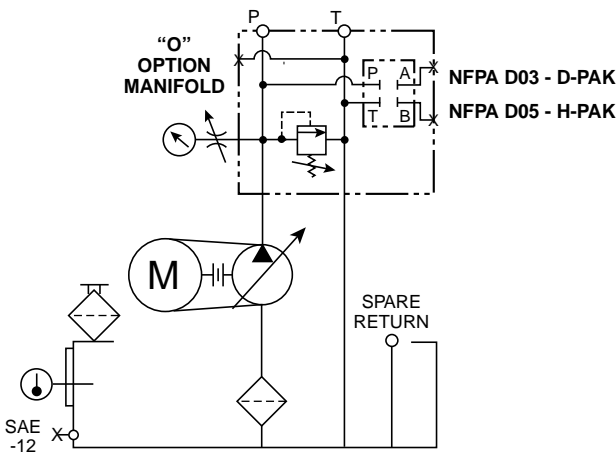 P T
“O”
OPTION
MANIFOLD
P A
T B
NFPA D03 - D-PAK
NFPA D05 - H-PAK
M
SPARE
RETURN
SAE
-12